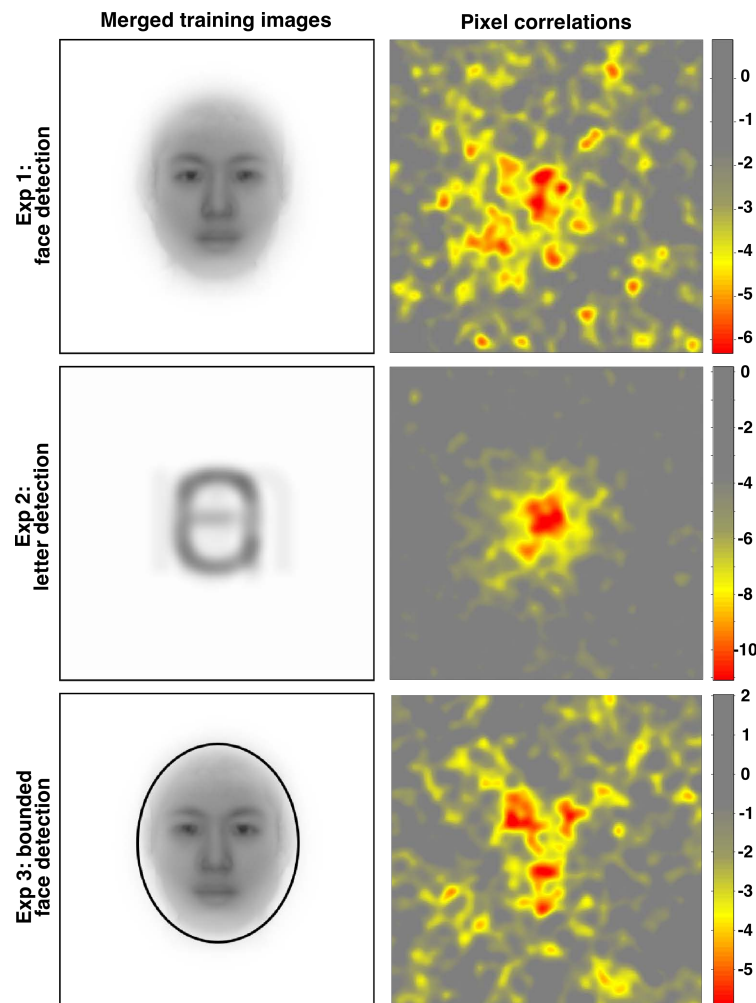 Merged training images
Pixel correlations
Exp 1:
face detection
0
-1
-2
-3
-4
-5
-6
Exp 2:
letter detection
0
-2
-4
-6
-8
-10
Exp 3: bounded
face detection
2
1
0
-1
-2
-3
-4
-5